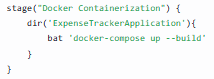 stage("Docker Containerization") {
    dir('ExpenseTrackerApplication'){
        bat 'docker-compose up --build'
    }
}